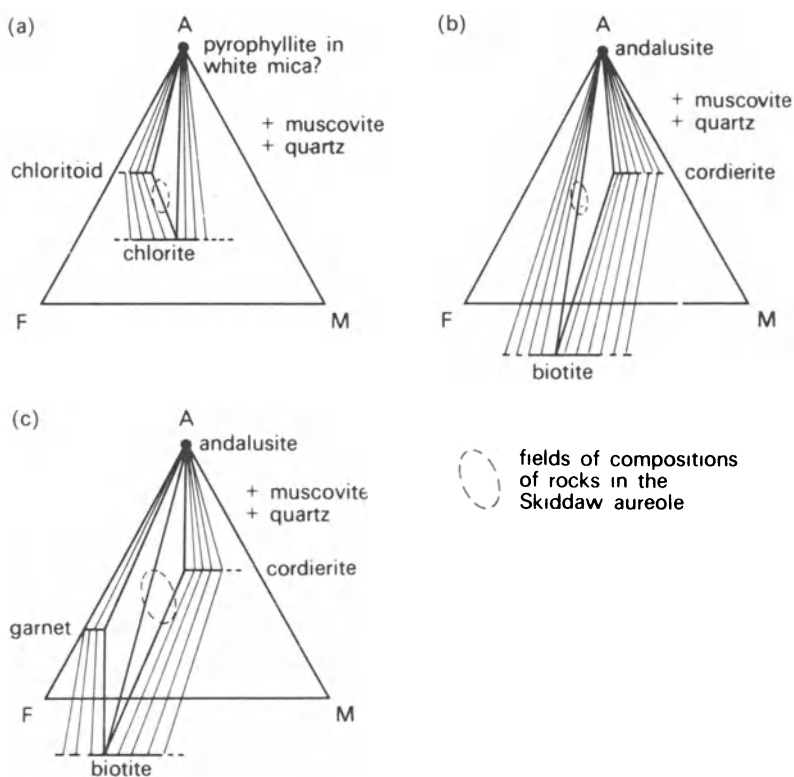 (a)
A
pyrophyllite in
white mica?
+ muscovite
+ quartz
chloritoid
chlorite
F
M
(b)
A
andalusite
+ muscovite
+ quartz
cordierite
F
M
biotite
(c)
A
andalusite
+ muscovite
+ quartz
cordierite
garnet
F
M
biotite
fields of compositions
of rocks in the
Skiddaw aureole